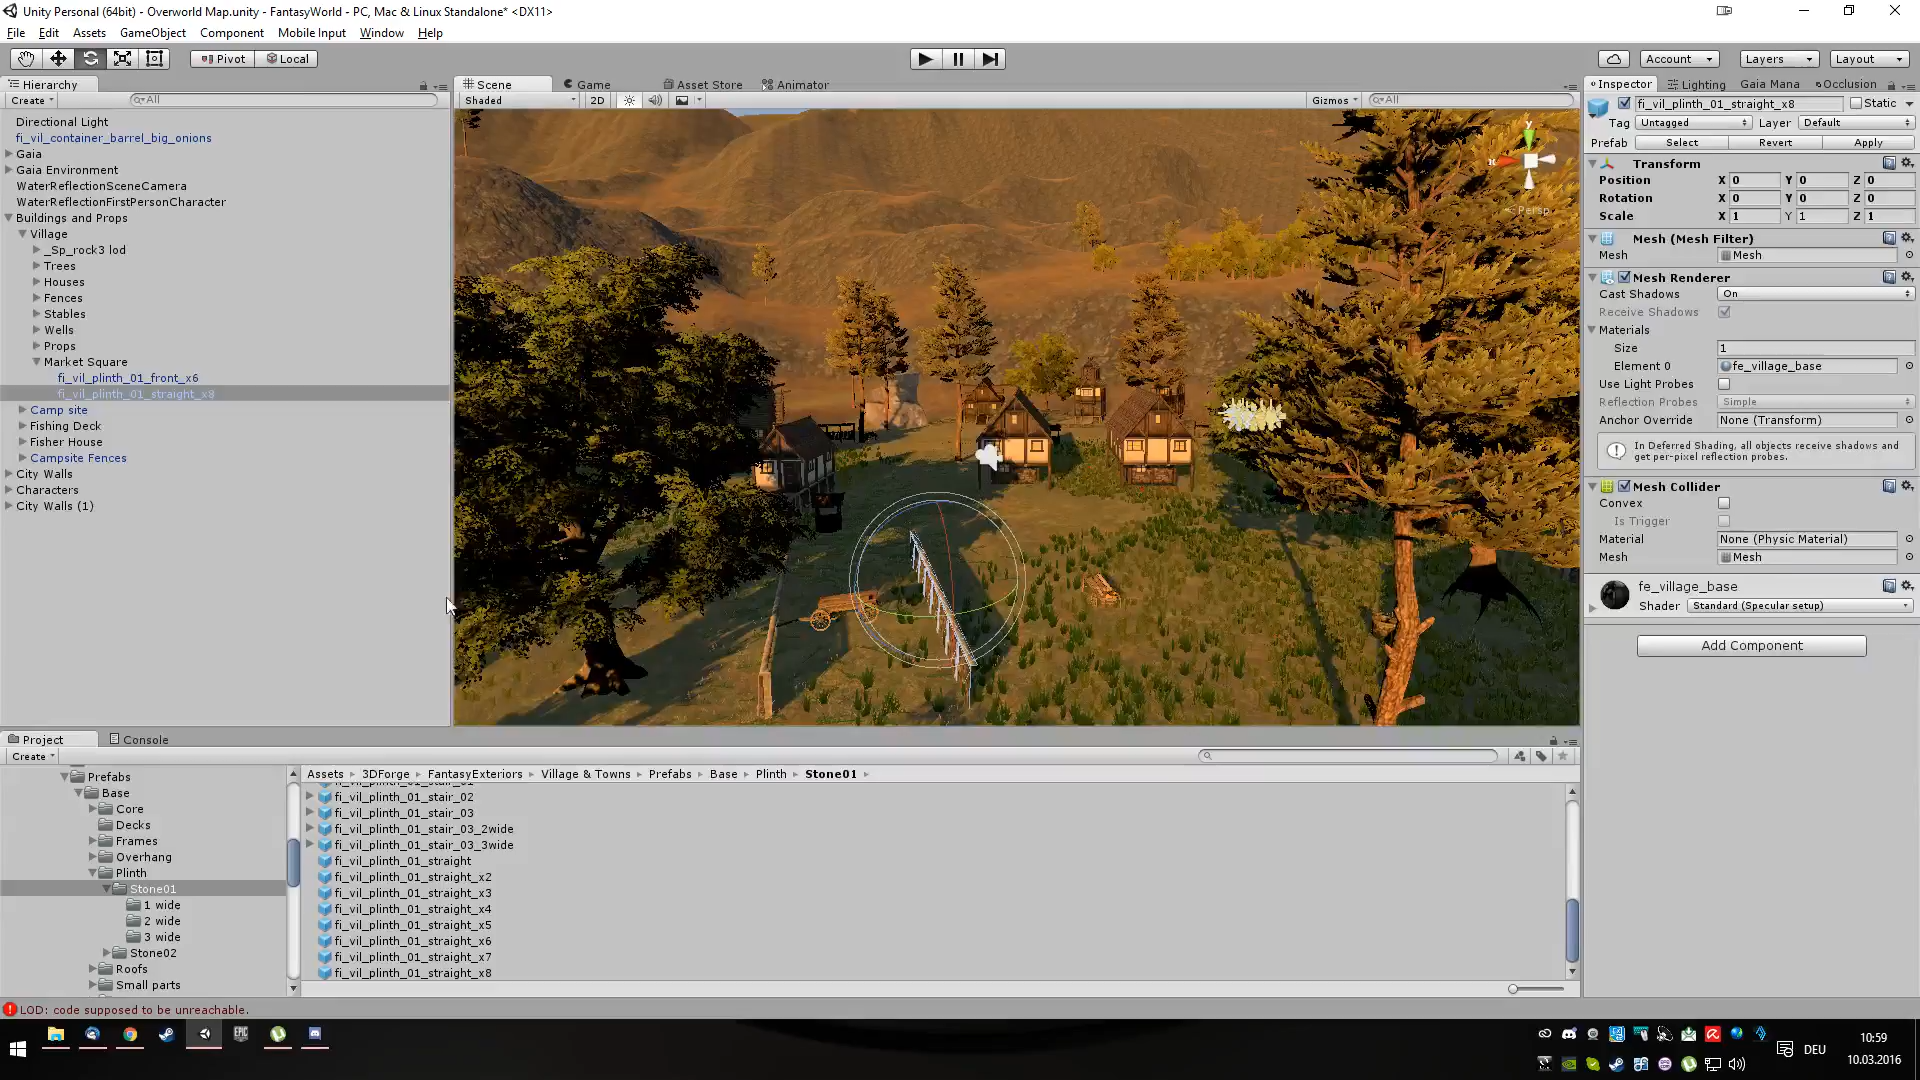 Unity Personal (64bit) - Overworld Map.unity - FantasyWorld - PC, Mac & Linux Standalone* <DX11>
File Edit Assets GameObject Component Mobile Input Window Help
Pivot Local Account Layers Layout
Hierarchy
Create All
Directional Light
fi_vil_container_barrel_big_onions
Gaia
Gaia Environment
WaterReflectionSceneCamera
WaterReflectionFirstPersonCharacter
Buildings and Props
Village
_Sp_rock3 lod
Trees
Houses
Fences
Stables
Wells
Props
Market Square
fi_vil_plinth_01_front_x6
fi_vil_plinth_01_straight_x8
Camp site
Fishing Deck
Fisher House
Campsite Fences
City Walls
Characters
City Walls (1)
Scene Game Asset Store Animator
Shaded 2D Gizmos All
y
x
Persp
Inspector Lighting Gaia Mana Occlusion
fi_vil_plinth_01_straight_x8 Static
Tag Untagged Layer Default
Prefab Select Revert Apply
Transform
Position X 0 Y 0 Z 0
Rotation X 0 Y 0 Z 0
Scale X 1 Y 1 Z 1
Mesh (Mesh Filter)
Mesh Mesh
Mesh Renderer
Cast Shadows On
Receive Shadows
Materials
Size 1
Element 0 fe_village_base
Use Light Probes
Reflection Probes Simple
Anchor Override None (Transform)
In Deferred Shading, all objects receive shadows and
get per-pixel reflection probes.
Mesh Collider
Convex
Is Trigger
Material None (Physic Material)
Mesh Mesh
fe_village_base
Shader Standard (Specular setup)
Add Component
Project Console
Create
Prefabs
Base
Core
Decks
Frames
Overhang
Plinth
Stone01
1 wide
2 wide
3 wide
Stone02
Roofs
Small parts
Assets 3DForge FantasyExteriors Village & Towns Prefabs Base Plinth Stone01
fi_vil_plinth_01_stair_02
fi_vil_plinth_01_stair_03
fi_vil_plinth_01_stair_03_2wide
fi_vil_plinth_01_stair_03_3wide
fi_vil_plinth_01_straight
fi_vil_plinth_01_straight_x2
fi_vil_plinth_01_straight_x3
fi_vil_plinth_01_straight_x4
fi_vil_plinth_01_straight_x5
fi_vil_plinth_01_straight_x6
fi_vil_plinth_01_straight_x7
fi_vil_plinth_01_straight_x8
LOD: code supposed to be unreachable.
EPIC
DEU
10:59
10.03.2016